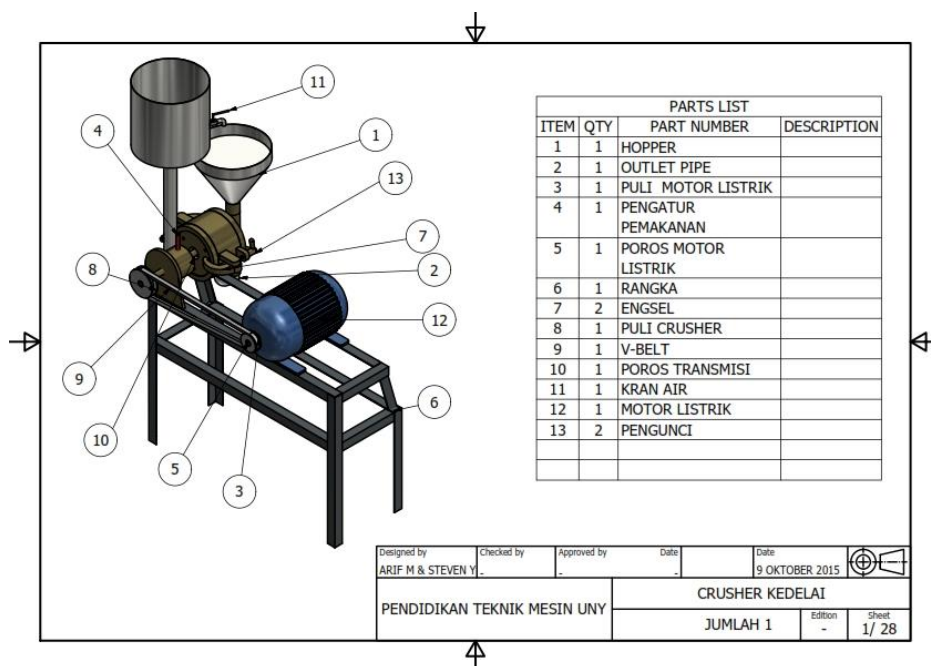 11
4
1
13
7
8
2
12
9
6
10
5
3
PARTS LIST
ITEM QTY PART NUMBER DESCRIPTION
1 1 HOPPER
2 1 OUTLET PIPE
3 1 PULI MOTOR LISTRIK
4 1 PENGATUR
PEMAKANAN
5 1 POROS MOTOR
LISTRIK
6 1 RANGKA
7 2 ENGSEL
8 1 PULI CRUSHER
9 1 V-BELT
10 1 POROS TRANSMISI
11 1 KRAN AIR
12 1 MOTOR LISTRIK
13 2 PENGUNCI
Designed by Checked by Approved by Date Date
ARIF M & STEVEN Y - - - 9 OKTOBER 2015
PENDIDIKAN TEKNIK MESIN UNY
CRUSHER KEDELAI
JUMLAH 1
Edition
-
Sheet
1/ 28